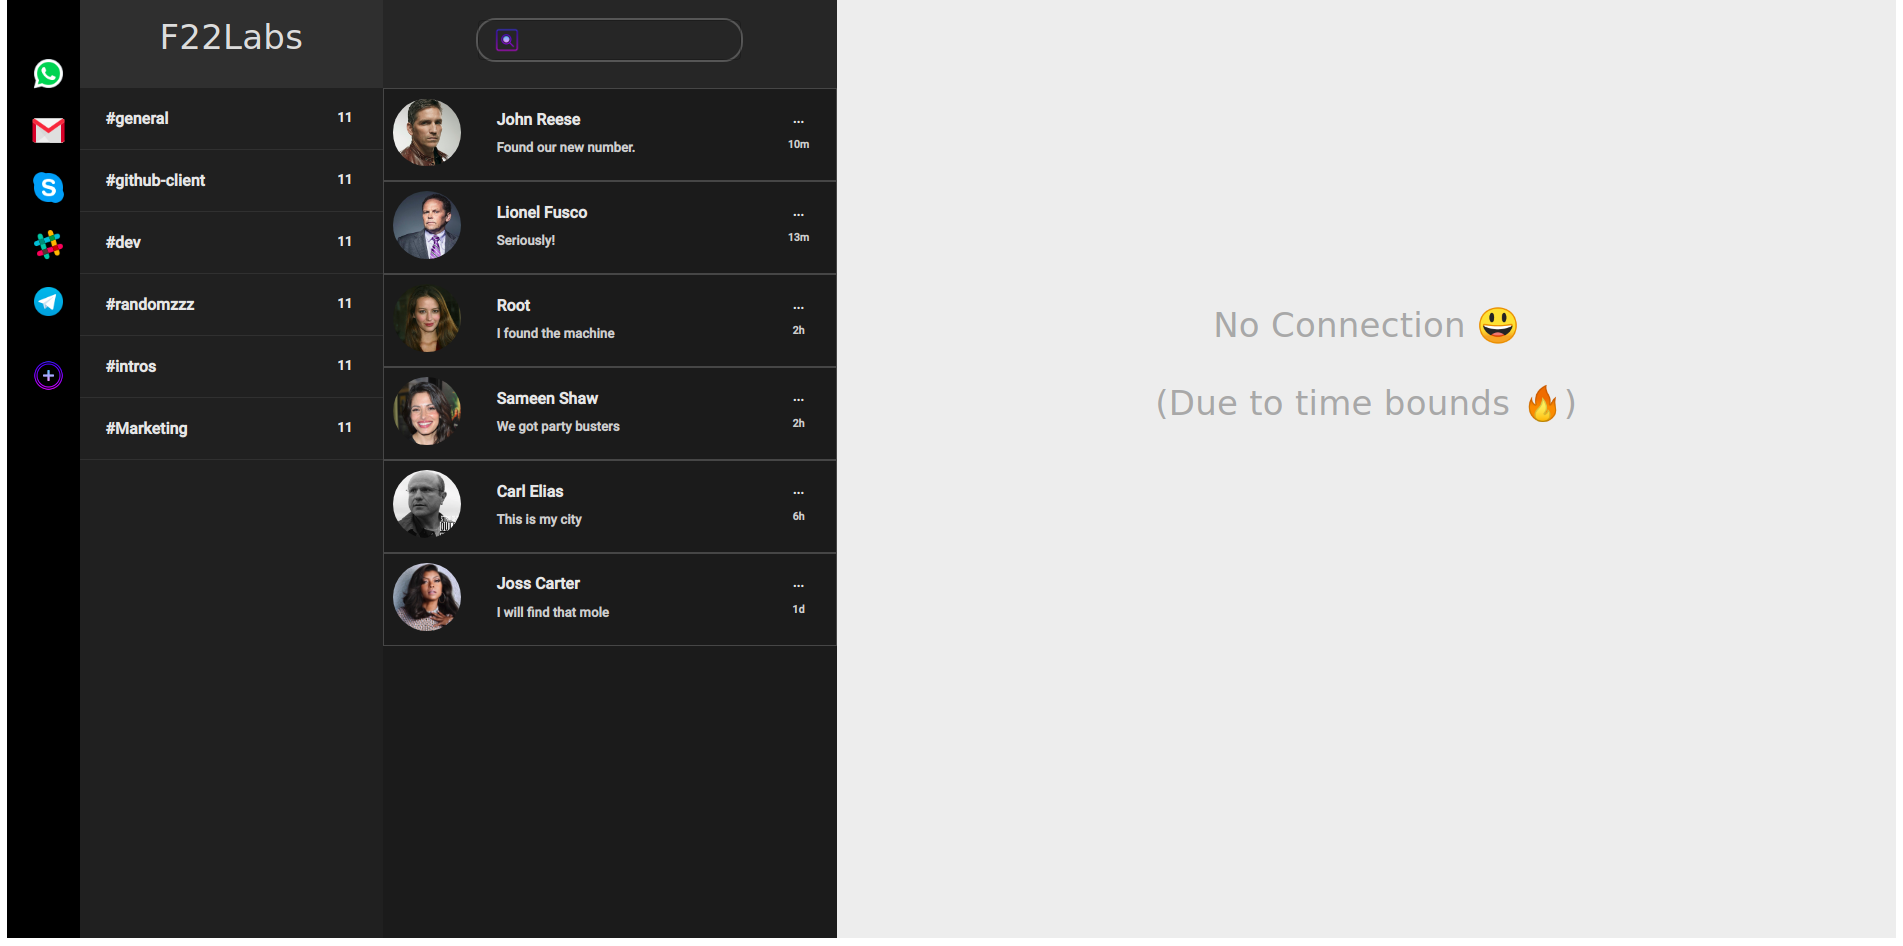 F22Labs
#general 11
#github-client 11
#dev 11
#randomzzz 11
#intros 11
#Marketing 11
John Reese ...
Found our new number. 10m
Lionel Fusco ...
Seriously! 13m
Root ...
I found the machine 2h
Sameen Shaw ...
We got party busters 2h
Carl Elias ...
This is my city 6h
Joss Carter ...
I will find that mole 1d
No Connection 😃
(Due to time bounds 🔥)